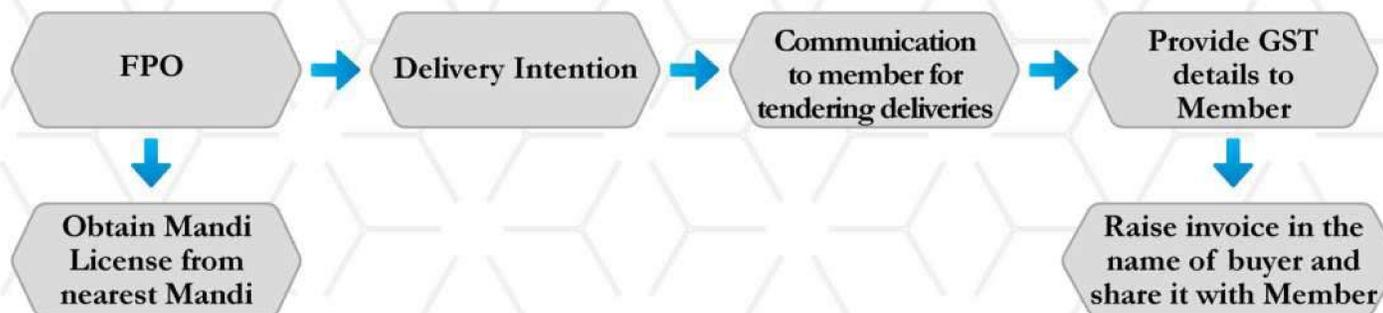 FPO
Delivery Intention
Communication
to member for
tendering deliveries
Provide GST
details to
Member
Obtain Mandi
License from
nearest Mandi
Raise invoice in the
name of buyer and
share it with Member